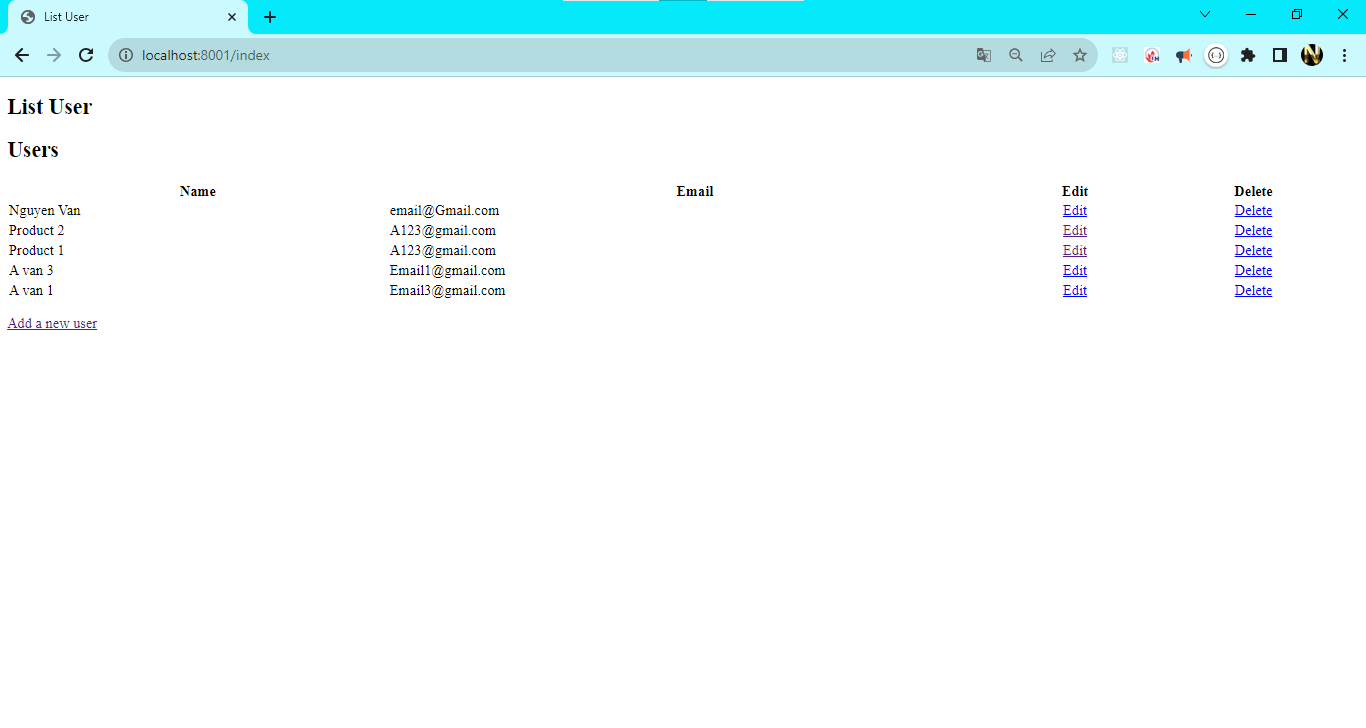 List User
localhost:8001/index
List User
Users
Name Email Edit Delete
Nguyen Van email@Gmail.com Edit Delete
Product 2 A123@gmail.com Edit Delete
Product 1 A123@gmail.com Edit Delete
A van 3 Email1@gmail.com Edit Delete
A van 1 Email3@gmail.com Edit Delete
Add a new user